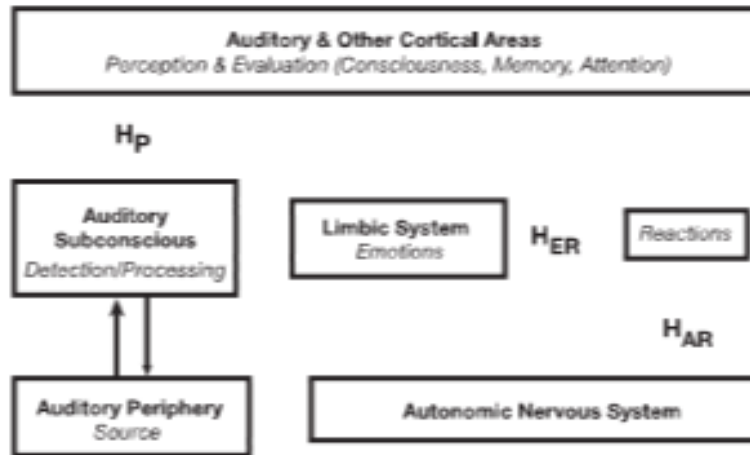 Auditory & Other Cortical Areas
Perception & Evaluation (Consciousness, Memory, Attention)
HP
Auditory
Subconscious
Detection/Processing
Limbic System
Emotions
HER
Reactions
HAR
Auditory Periphery
Source
Autonomic Nervous System